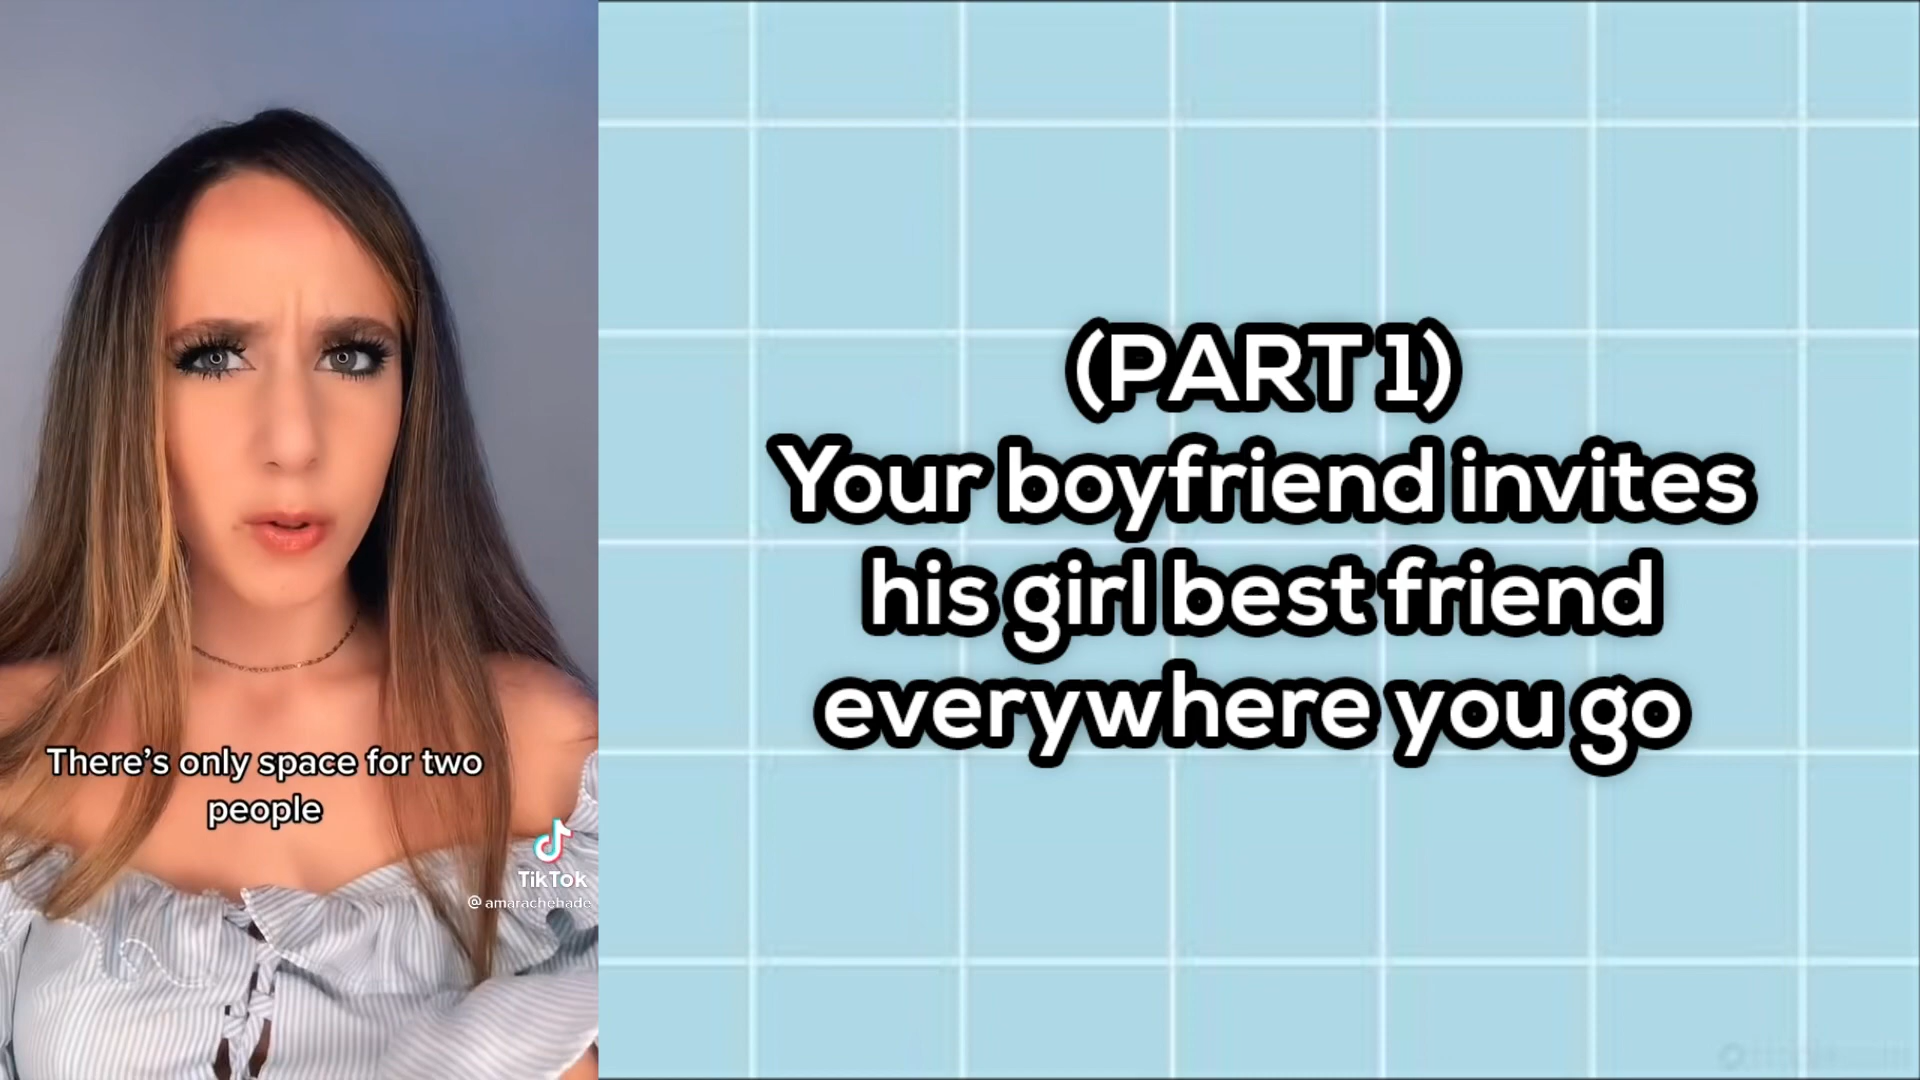 There's only space for two
people
TikTok
@amarachehade
(PART 1)
Your boyfriend invites
his girl best friend
everywhere you go